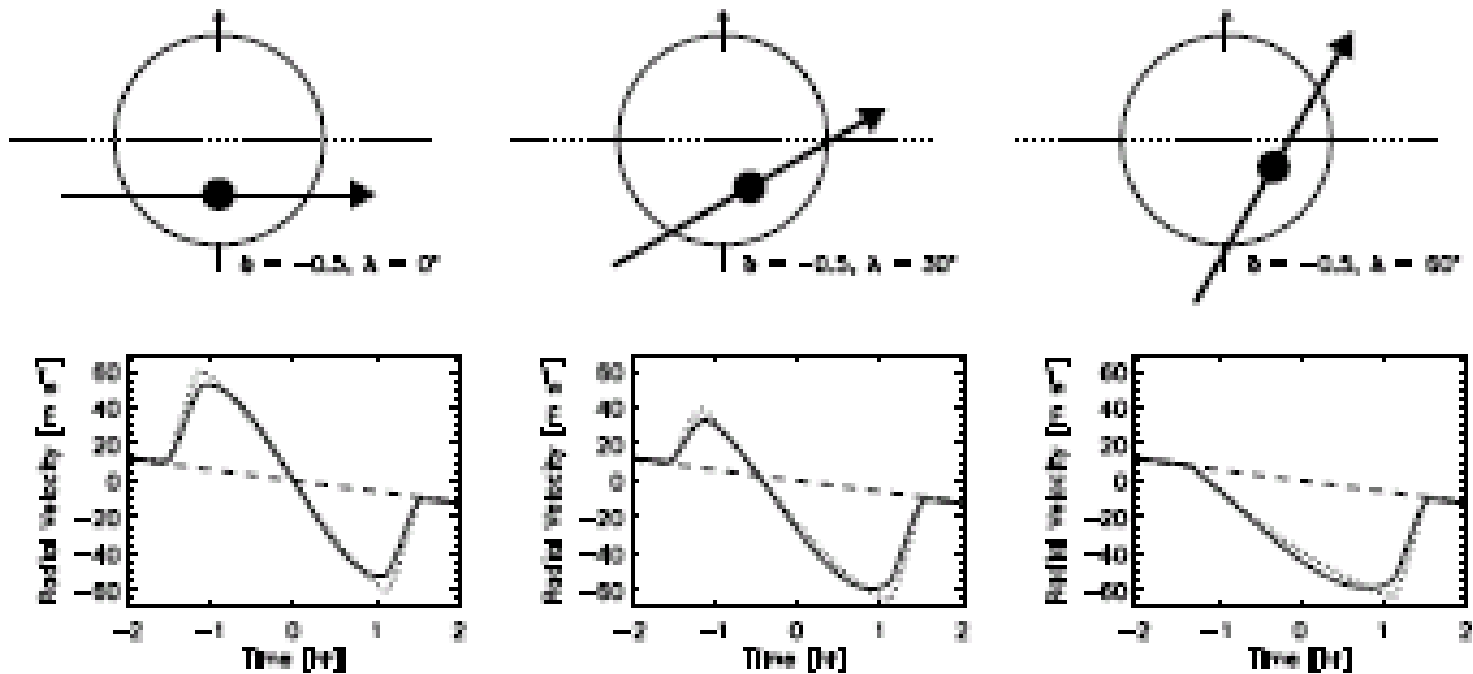 b = −0.5, λ = 0°
b = −0.5, λ = 30°
b = −0.5, λ = 60°
Radial Velocity [m s⁻¹]
60
40
20
0
−20
−40
−60
−2 −1 0 1 2
Time [hr]
Radial Velocity [m s⁻¹]
60
40
20
0
−20
−40
−60
−2 −1 0 1 2
Time [hr]
Radial Velocity [m s⁻¹]
60
40
20
0
−20
−40
−60
−2 −1 0 1 2
Time [hr]